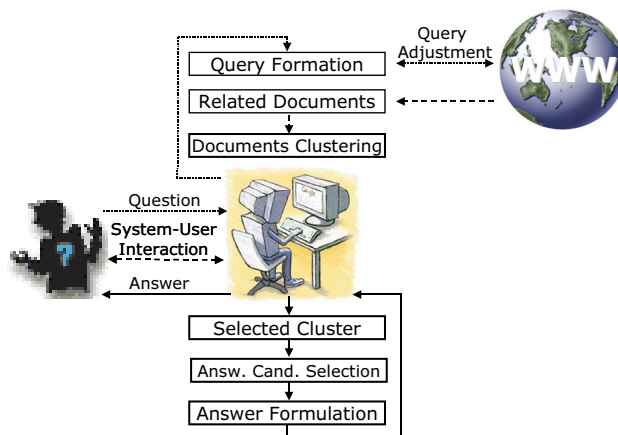 Query
Adjustment
Query Formation
WWW
Related Documents
Documents Clustering
Google
Question
System-User
Interaction
?
Answer
Selected Cluster
Answ. Cand. Selection
Answer Formulation